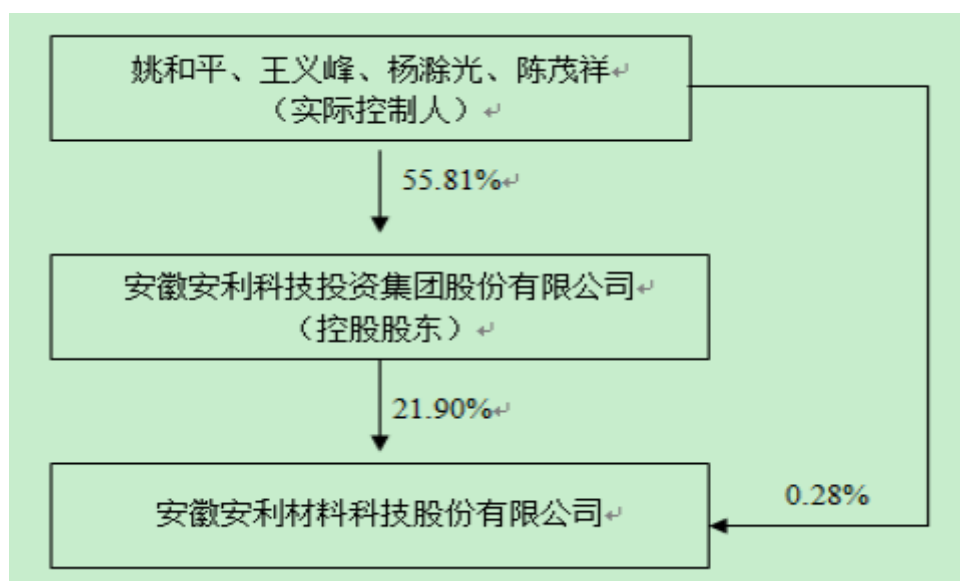 姚和平、王义峰、杨滁光、陈茂祥↵
（实际控制人）↵
55.81%↵
安徽安利科技投资集团股份有限公司↵
（控股股东）↵
21.90%↵
安徽安利材料科技股份有限公司↵
0.28%